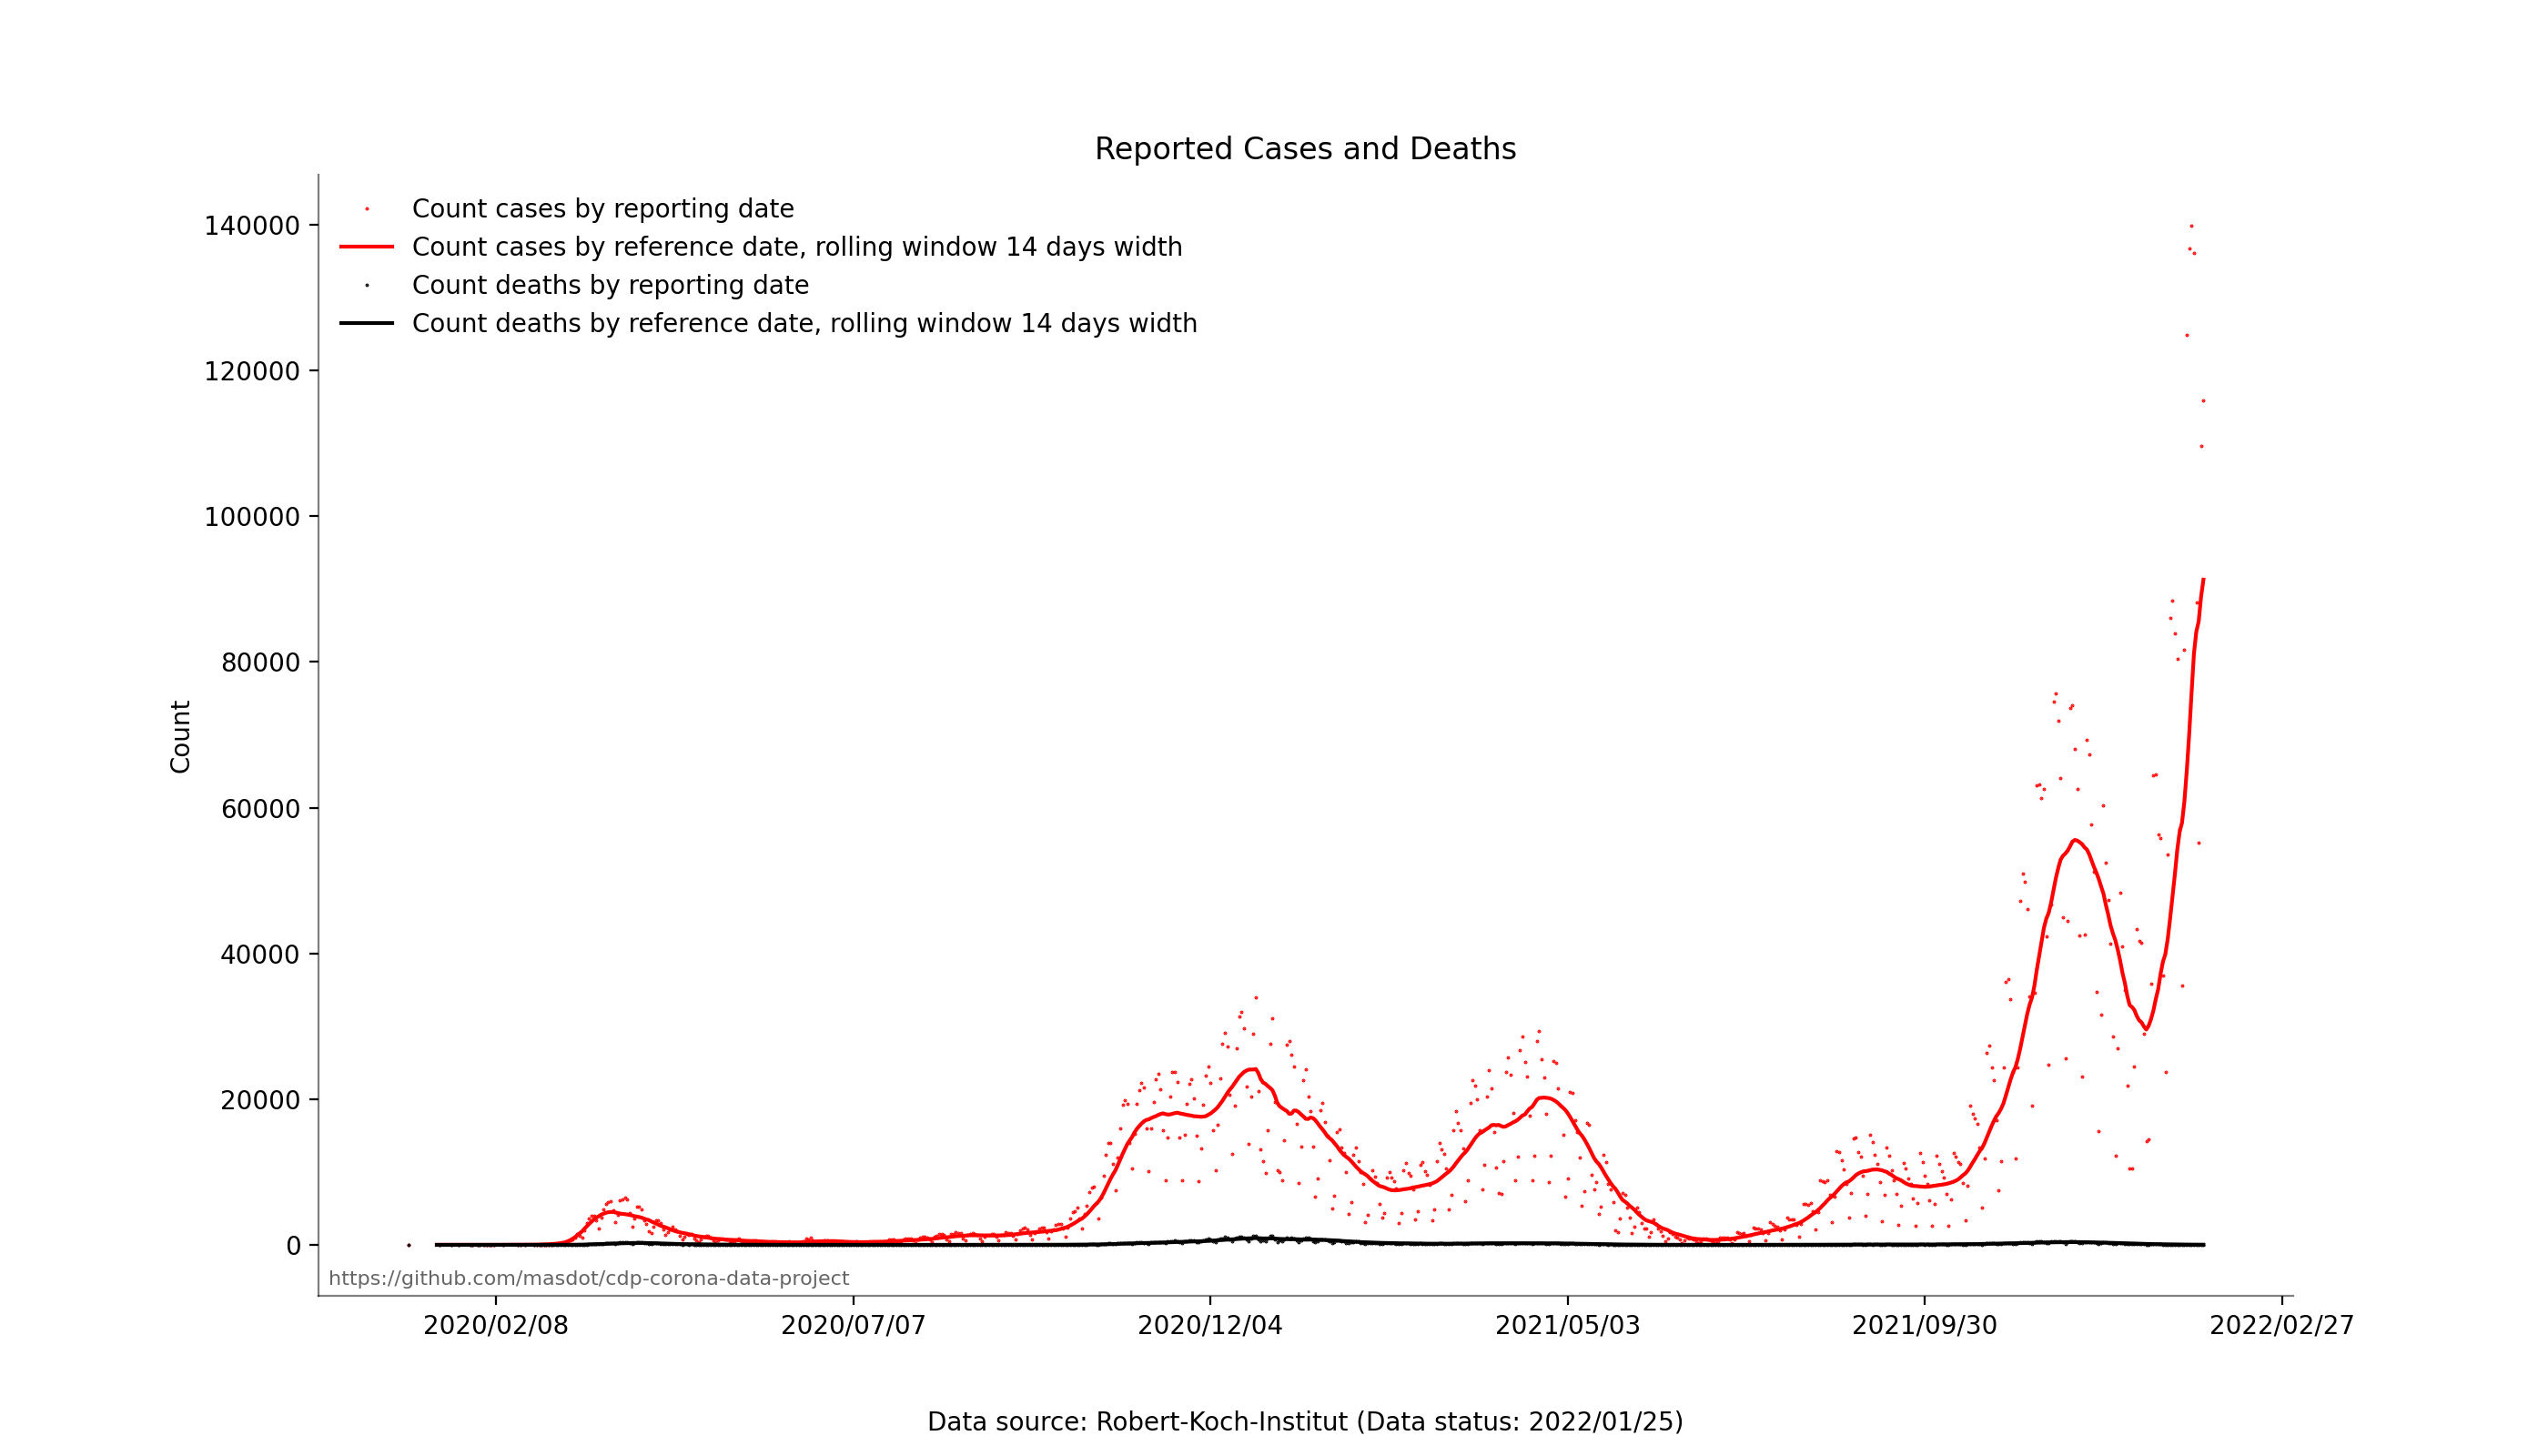 Reported Cases and Deaths
Count cases by reporting date
Count cases by reference date, rolling window 14 days width
Count deaths by reporting date
Count deaths by reference date, rolling window 14 days width
140000
120000
100000
80000
60000
40000
20000
0
Count
https://github.com/masdot/cdp-corona-data-project
2020/02/08 2020/07/07 2020/12/04 2021/05/03 2021/09/30 2022/02/27
Data source: Robert-Koch-Institut (Data status: 2022/01/25)